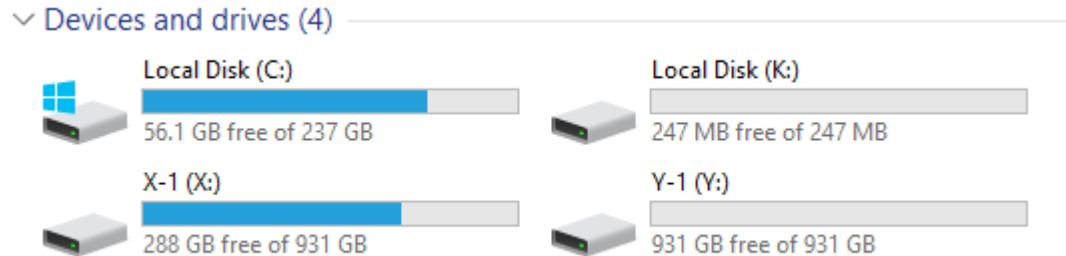 Devices and drives (4)
Local Disk (C:)
56.1 GB free of 237 GB
Local Disk (K:)
247 MB free of 247 MB
X-1 (X:)
288 GB free of 931 GB
Y-1 (Y:)
931 GB free of 931 GB